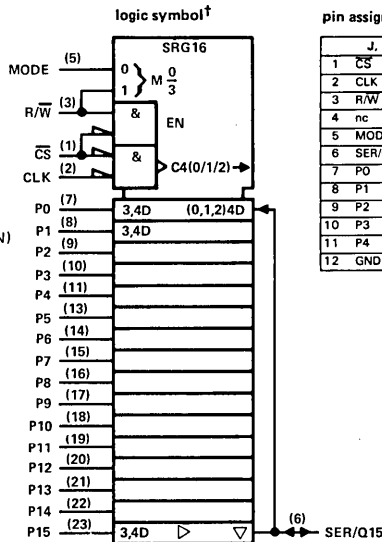 logic symbol†
SRG16
MODE (5)
0
1
M 0/3
R/W̅ (3)
&
EN
C̅S̅ (1)
&
CLK (2)
C4(0/1/2)
P0 (7) 3,4D (0,1,2)4D
P1 (8) 3,4D
N)
P2 (9)
P3 (10)
P4 (11)
P5 (13)
P6 (14)
P7 (15)
P8 (16)
P9 (17)
P10 (18)
P11 (19)
P12 (20)
P13 (21)
P14 (22)
P15 (23) 3,4D
(6) SER/Q15
pin assig
J,
1 C̅S̅
2 CLK
3 R/W̅
4 nc
5 MOD
6 SER/
7 P0
8 P1
9 P2
10 P3
11 P4
12 GND